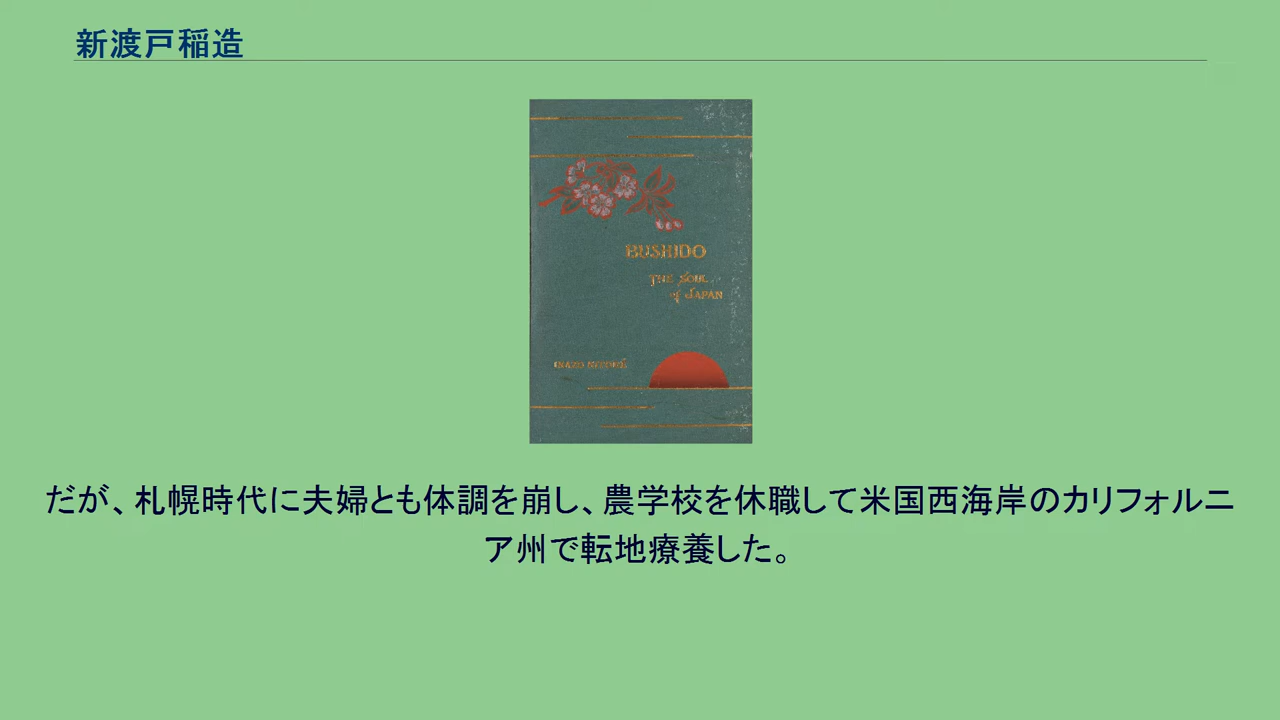 新渡戸稲造
BUSHIDO
THE SOUL
of JAPAN
INAZO NITOBÉ
だが、札幌時代に夫婦とも体調を崩し、農学校を休職して米国西海岸のカリフォルニ
ア州で転地療養した。